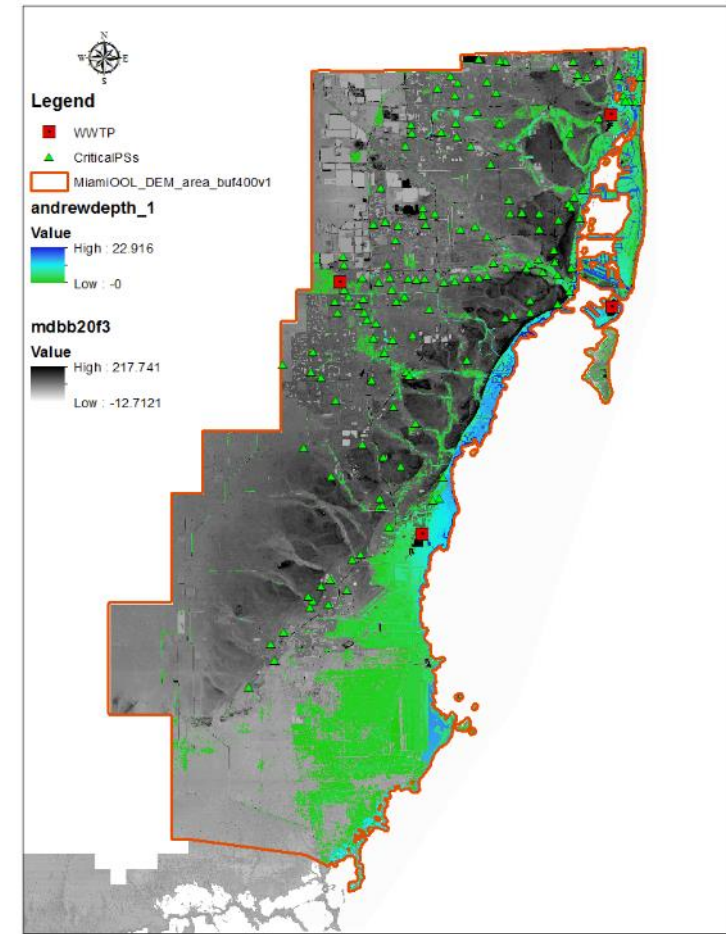 N
W E
S
Legend
WWTP
CriticalPSs
MiamiOOL_DEM_area_buf400v1
andrewdepth_1
Value
High : 22.916
Low : -0
mdbb20f3
Value
High : 217.741
Low : -12.7121